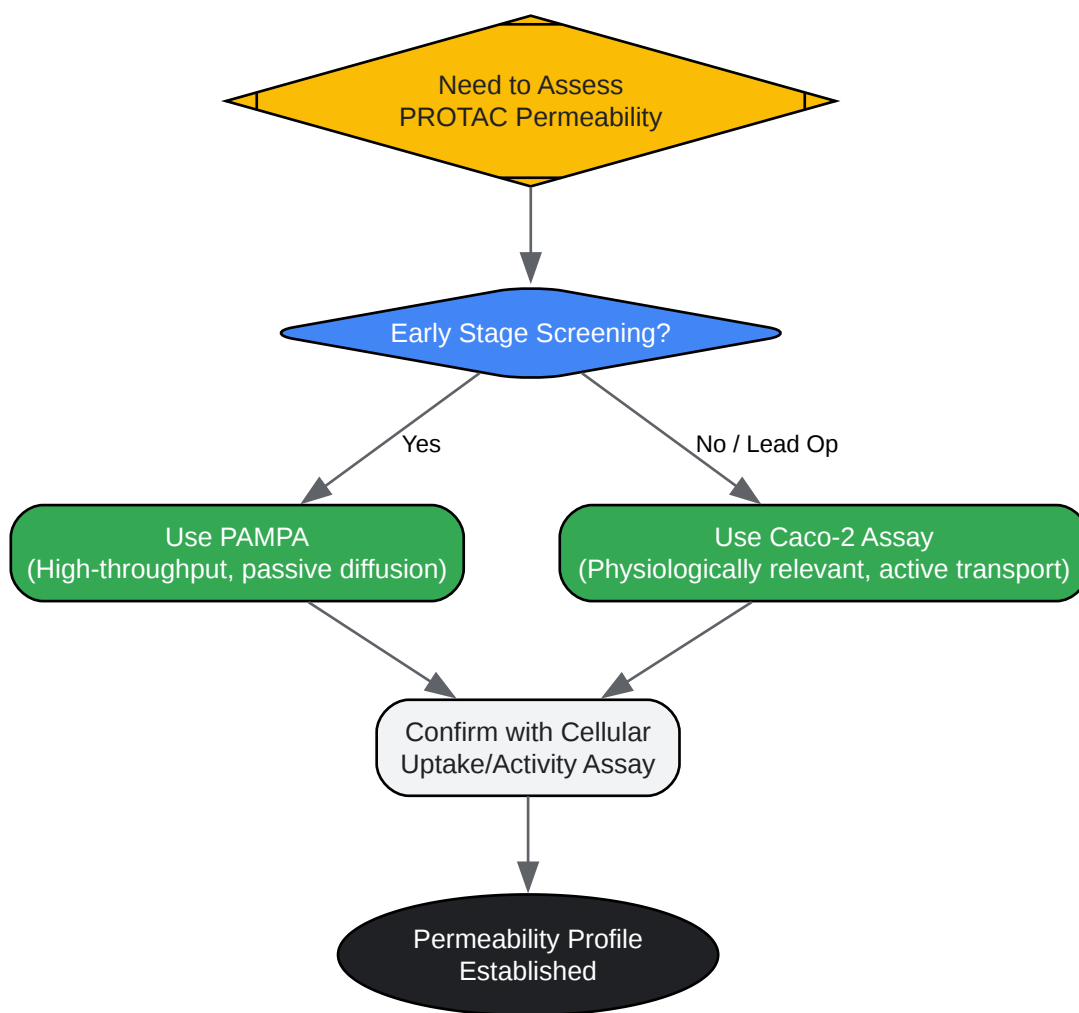 Need to Assess
PROTAC Permeability
Early Stage Screening?
Yes
No / Lead Op
Use PAMPA
(High-throughput, passive diffusion)
Use Caco-2 Assay
(Physiologically relevant, active transport)
Confirm with Cellular
Uptake/Activity Assay
Permeability Profile
Established